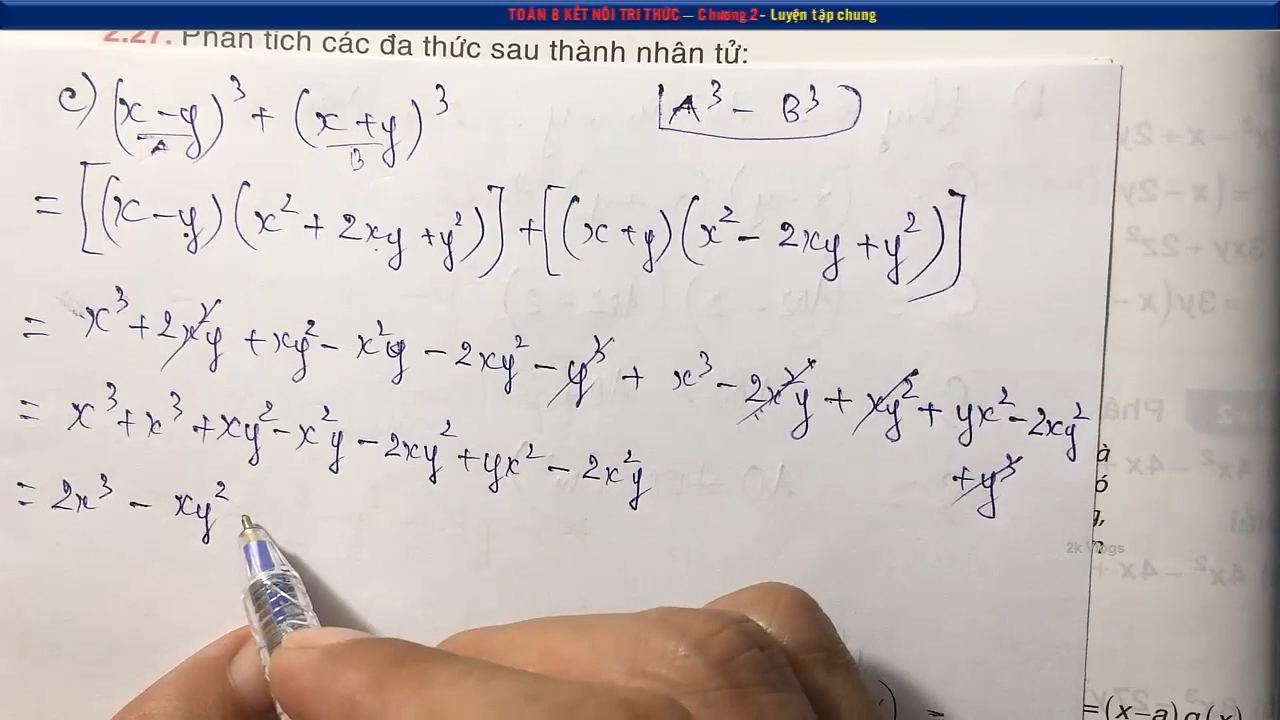 TOÁN 8 KẾT NỐI TRI THỨC – Chương 2 - Luyện tập chung
2.27. Phân tích các đa thức sau thành nhân tử:
c) (x - y)³ + (x + y)³
A B
A³ - B³
= [(x - y)(x² + 2xy + y²)] + [(x + y)(x² - 2xy + y²)]
= x³ + 2x²y + xy² - x²y - 2xy² - y³ + x³ - 2x²y + xy² + yx² - 2xy²
+ y³
= x³ + x³ + xy² - x²y - 2xy² + yx² - 2x²y
= 2x³ - xy²
2k Vlogs
=(x–a)q(x)